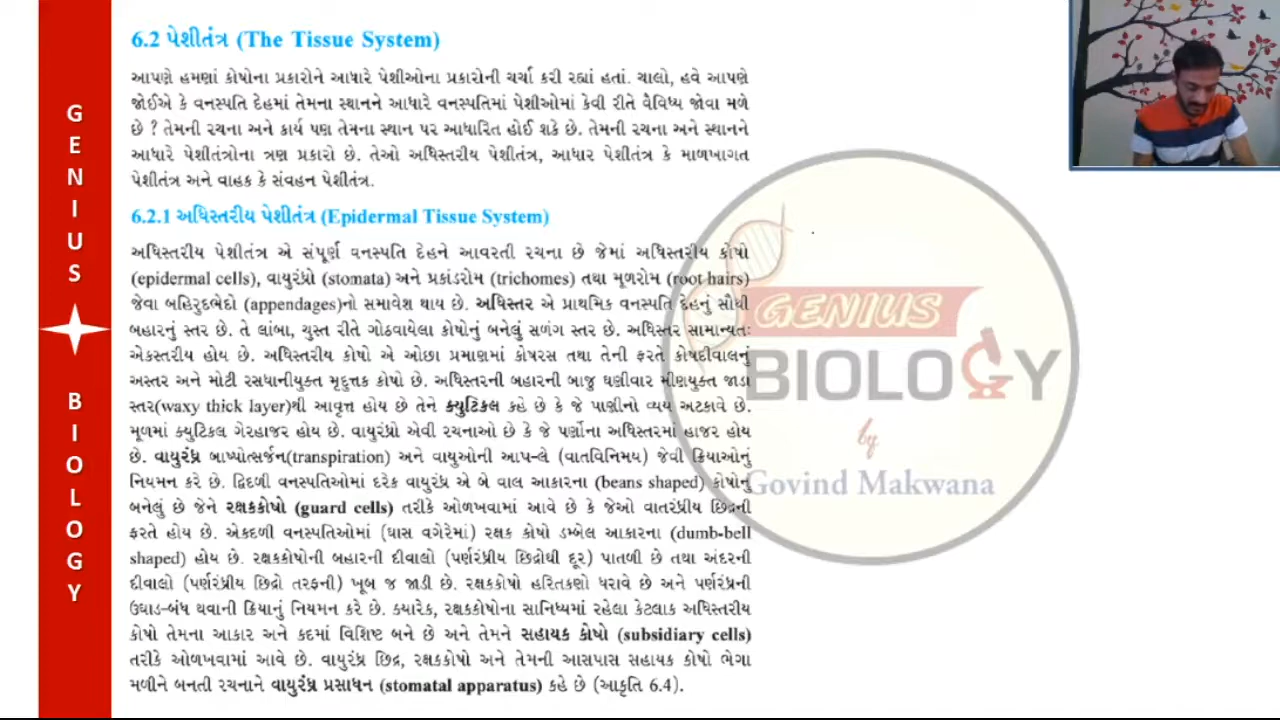 GENIUS
BIOLOGY
6.2 પેશીતંત્ર (The Tissue System)
આપણે હમણાં કોષોના પ્રકારોને આધારે પેશીઓના પ્રકારોની ચર્ચા કરી રહ્યાં હતાં. ચાલો, હવે આપણે
જોઈએ કે વનસ્પતિ દેહમાં તેમના સ્થાનને આધારે વનસ્પતિમાં પેશીઓમાં કેવી રીતે વૈવિધ્ય જોવા મળે
છે ? તેમની રચના અને કાર્ય પણ તેમના સ્થાન પર આધારિત હોઈ શકે છે. તેમની રચના અને સ્થાનને
આધારે પેશીતંત્રોના ત્રણ પ્રકારો છે. તેઓ અધિસ્તરીય પેશીતંત્ર, આધાર પેશીતંત્ર કે માળખાગત
પેશીતંત્ર અને વાહક કે સંવહન પેશીતંત્ર.
6.2.1 અધિસ્તરીય પેશીતંત્ર (Epidermal Tissue System)
અધિસ્તરીય પેશીતંત્ર એ સંપૂર્ણ વનસ્પતિ દેહને આવરતી રચના છે જેમાં અધિસ્તરીય કોષો
(epidermal cells), વાયુરંધ્રો (stomata) અને પ્રકાંડરોમ (trichomes) તથા મૂળરોમ (root hairs)
જેવા બહિરુદભેદો (appendages)નો સમાવેશ થાય છે. અધિસ્તર એ પ્રાથમિક વનસ્પતિ દેહનું સૌથી
બહારનું સ્તર છે. તે લાંબા, ચુસ્ત રીતે ગોઠવાયેલા કોષોનું બનેલું સળંગ સ્તર છે. અધિસ્તર સામાન્યતઃ
એકસ્તરીય હોય છે. અધિસ્તરીય કોષો એ ઓછા પ્રમાણમાં કોષરસ તથા તેની ફરતે કોષદીવાલનું
અસ્તર અને મોટી રસધાનીયુક્ત મૃદુત્તક કોષો છે. અધિસ્તરની બહારની બાજુ ઘણીવાર મીણયુક્ત જાડા
સ્તર(waxy thick layer)થી આવૃત્ત હોય છે તેને ક્યુટિકલ કહે છે કે જે પાણીનો વ્યય અટકાવે છે.
મૂળમાં ક્યુટિકલ ગેરહાજર હોય છે. વાયુરંધ્રો એવી રચનાઓ છે કે જે પર્ણોના અધિસ્તરમાં હાજર હોય
છે. વાયુરંધ્ર બાષ્પોત્સર્જન(transpiration) અને વાયુઓની આપ-લે (વાતવિનિમય) જેવી ક્રિયાઓનું
નિયમન કરે છે. દ્વિદળી વનસ્પતિઓમાં દરેક વાયુરંધ્ર એ બે વાલ આકારના (beans shaped) કોષોનું
બનેલું છે જેને રક્ષકકોષો (guard cells) તરીકે ઓળખવામાં આવે છે કે જેઓ વાતરંધ્રીય છિદ્રની
ફરતે હોય છે. એકદળી વનસ્પતિઓમાં (ઘાસ વગેરેમાં) રક્ષક કોષો ડમ્બેલ આકારના (dumb-bell
shaped) હોય છે. રક્ષકકોષોની બહારની દીવાલો (પર્ણરંધ્રીય છિદ્રોથી દૂર) પાતળી છે તથા અંદરની
દીવાલો (પર્ણરંધ્રીય છિદ્રો તરફની) ખૂબ જ જાડી છે. રક્ષકકોષો હરિતકણો ધરાવે છે અને પર્ણરંધ્રની
ઉઘાડ-બંધ થવાની ક્રિયાનું નિયમન કરે છે. ક્યારેક, રક્ષકકોષોના સાનિધ્યમાં રહેલા કેટલાક અધિસ્તરીય
કોષો તેમના આકાર અને કદમાં વિશિષ્ટ બને છે અને તેમને સહાયક કોષો (subsidiary cells)
તરીકે ઓળખવામાં આવે છે. વાયુરંધ્ર છિદ્ર, રક્ષકકોષો અને તેમની આસપાસ સહાયક કોષો ભેગા
મળીને બનતી રચનાને વાયુરંધ્ર પ્રસાધન (stomatal apparatus) કહે છે (આકૃતિ 6.4).
GENIUS
BIOLOGY
by
Govind Makwana